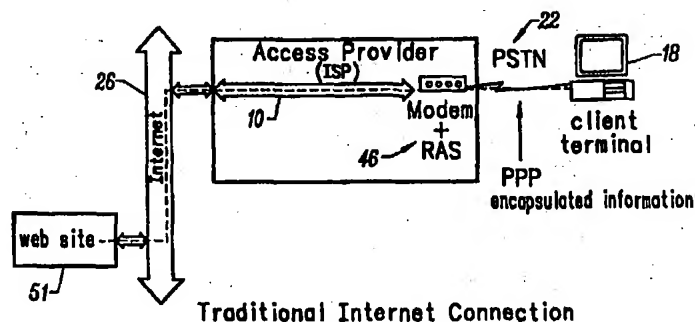 22
PSTN
18
26
Access Provider
(ISP)
10
Modem
+
RAS
46
client
terminal
Internet
PPP
encapsulated information
web site
51
Traditional Internet Connection